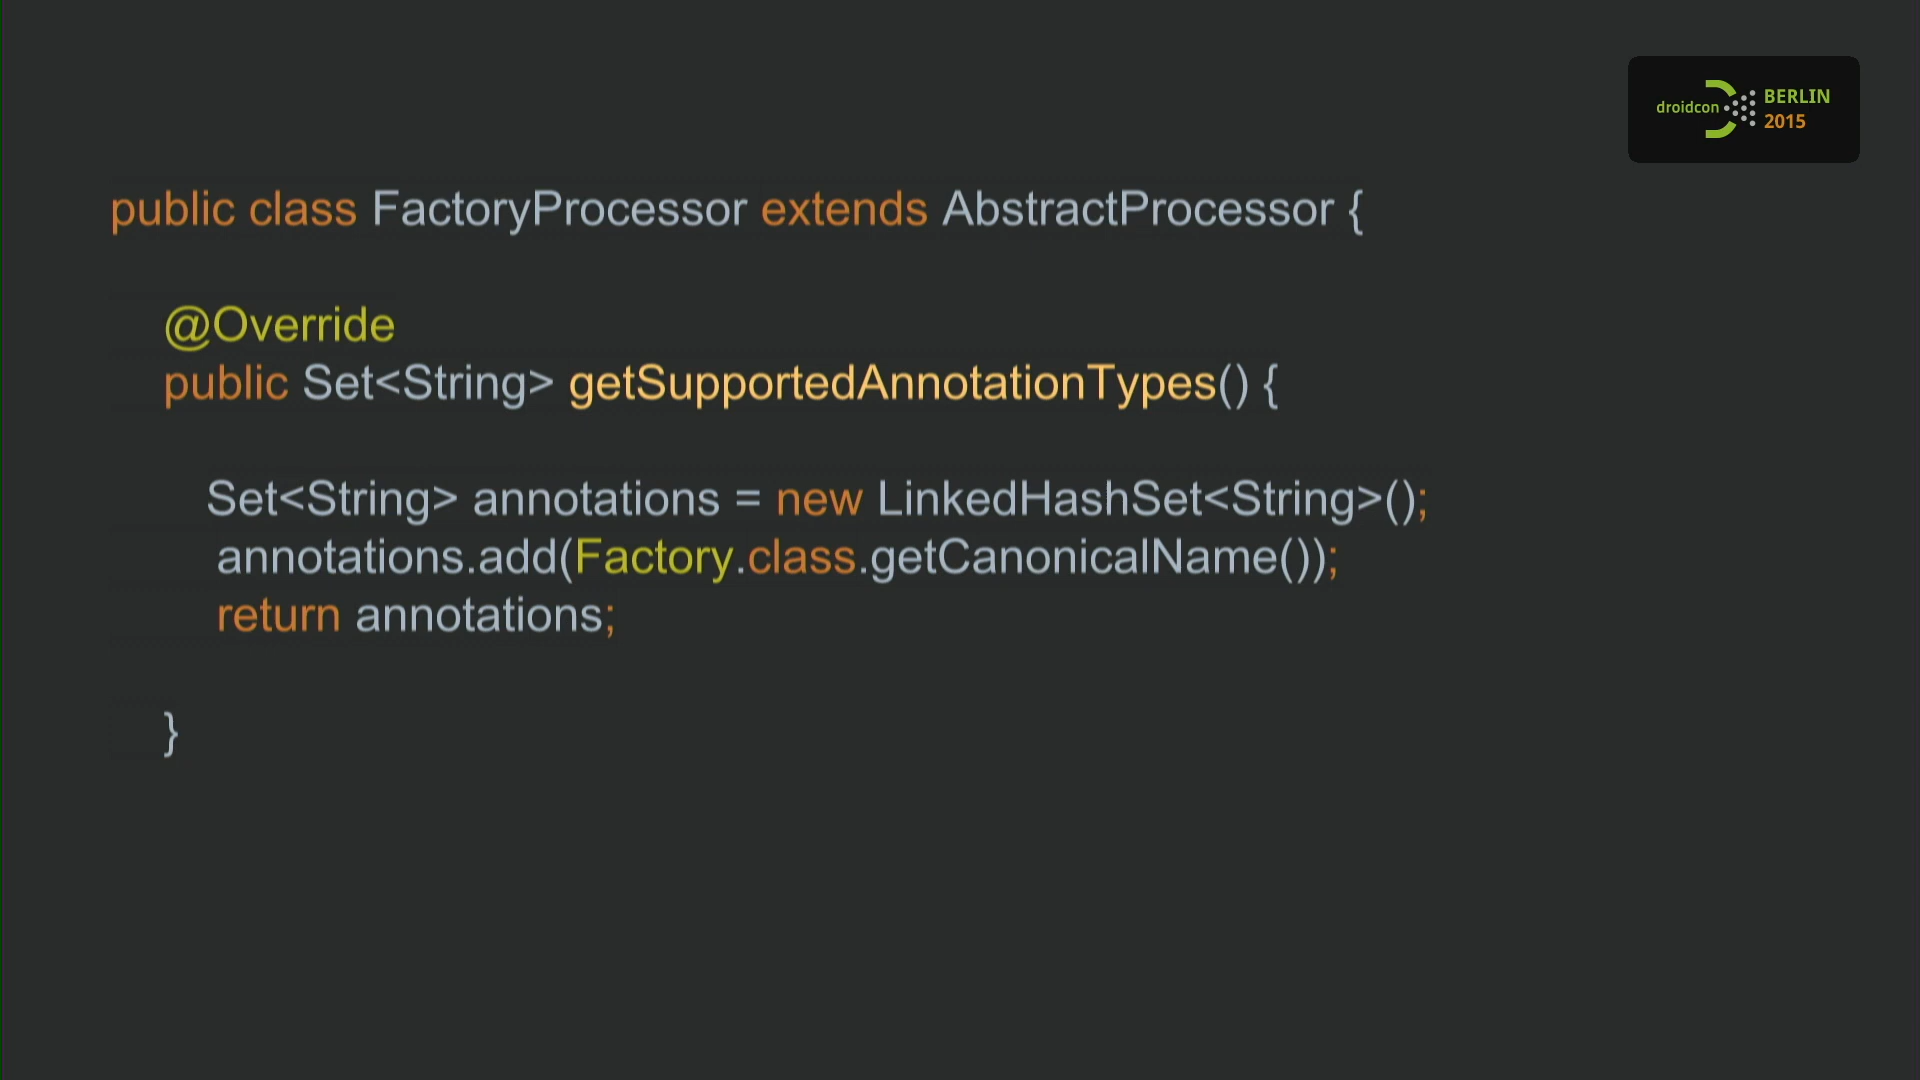 droidcon BERLIN
2015
public class FactoryProcessor extends AbstractProcessor {
@Override
public Set<String> getSupportedAnnotationTypes() {
Set<String> annotations = new LinkedHashSet<String>();
annotations.add(Factory.class.getCanonicalName());
return annotations;
}